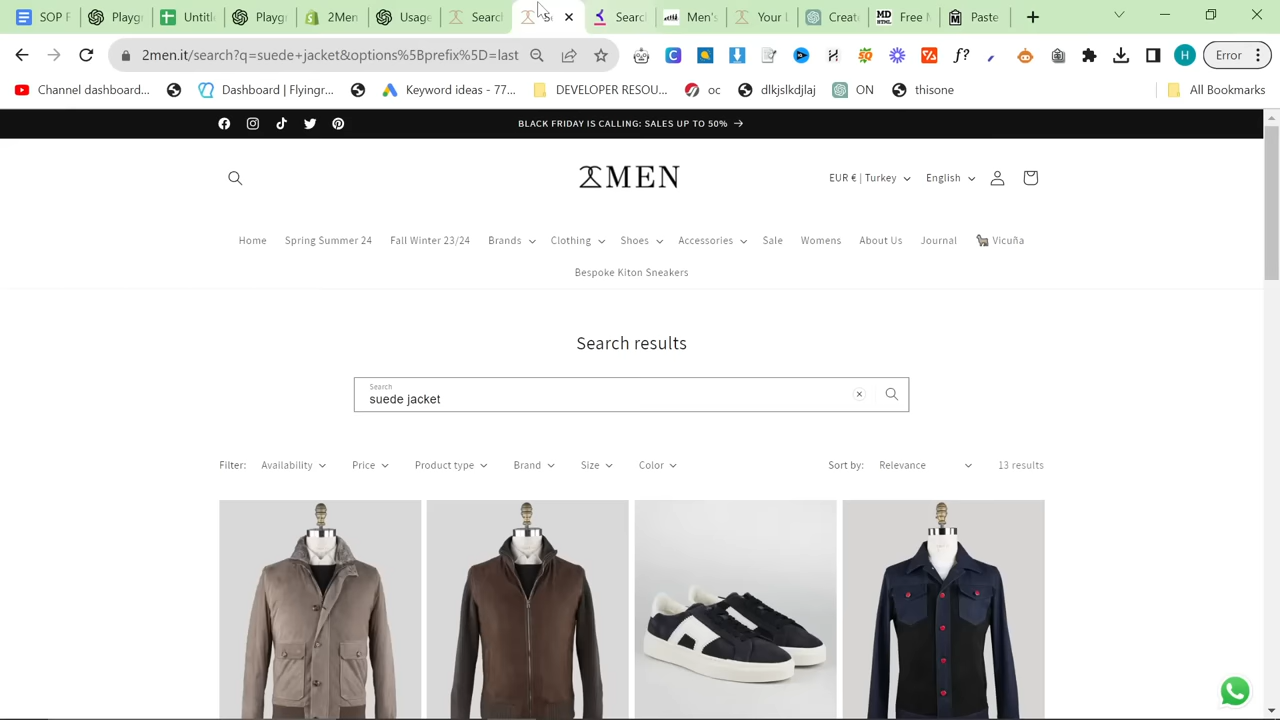 SOP
Playg
Untitl
Playg
2Men
Usage
Search
Searc
Men's
Your l
Creati
Free M
Paste
2men.it/search?q=suede+jacket&options%5Bprefix%5D=last
Error
Channel dashboard...
Dashboard | Flyingr...
Keyword ideas - 77...
DEVELOPER RESOU...
oc
dlkjslkdjlaj
ON
thisone
All Bookmarks
BLACK FRIDAY IS CALLING: SALES UP TO 50%
2MEN
EUR € | Turkey
English
Home Spring Summer 24 Fall Winter 23/24 Brands Clothing Shoes Accessories Sale Womens About Us Journal 🦙 Vicuña
Bespoke Kiton Sneakers
Search results
Search
suede jacket
Filter: Availability Price Product type Brand Size Color Sort by: Relevance 13 results